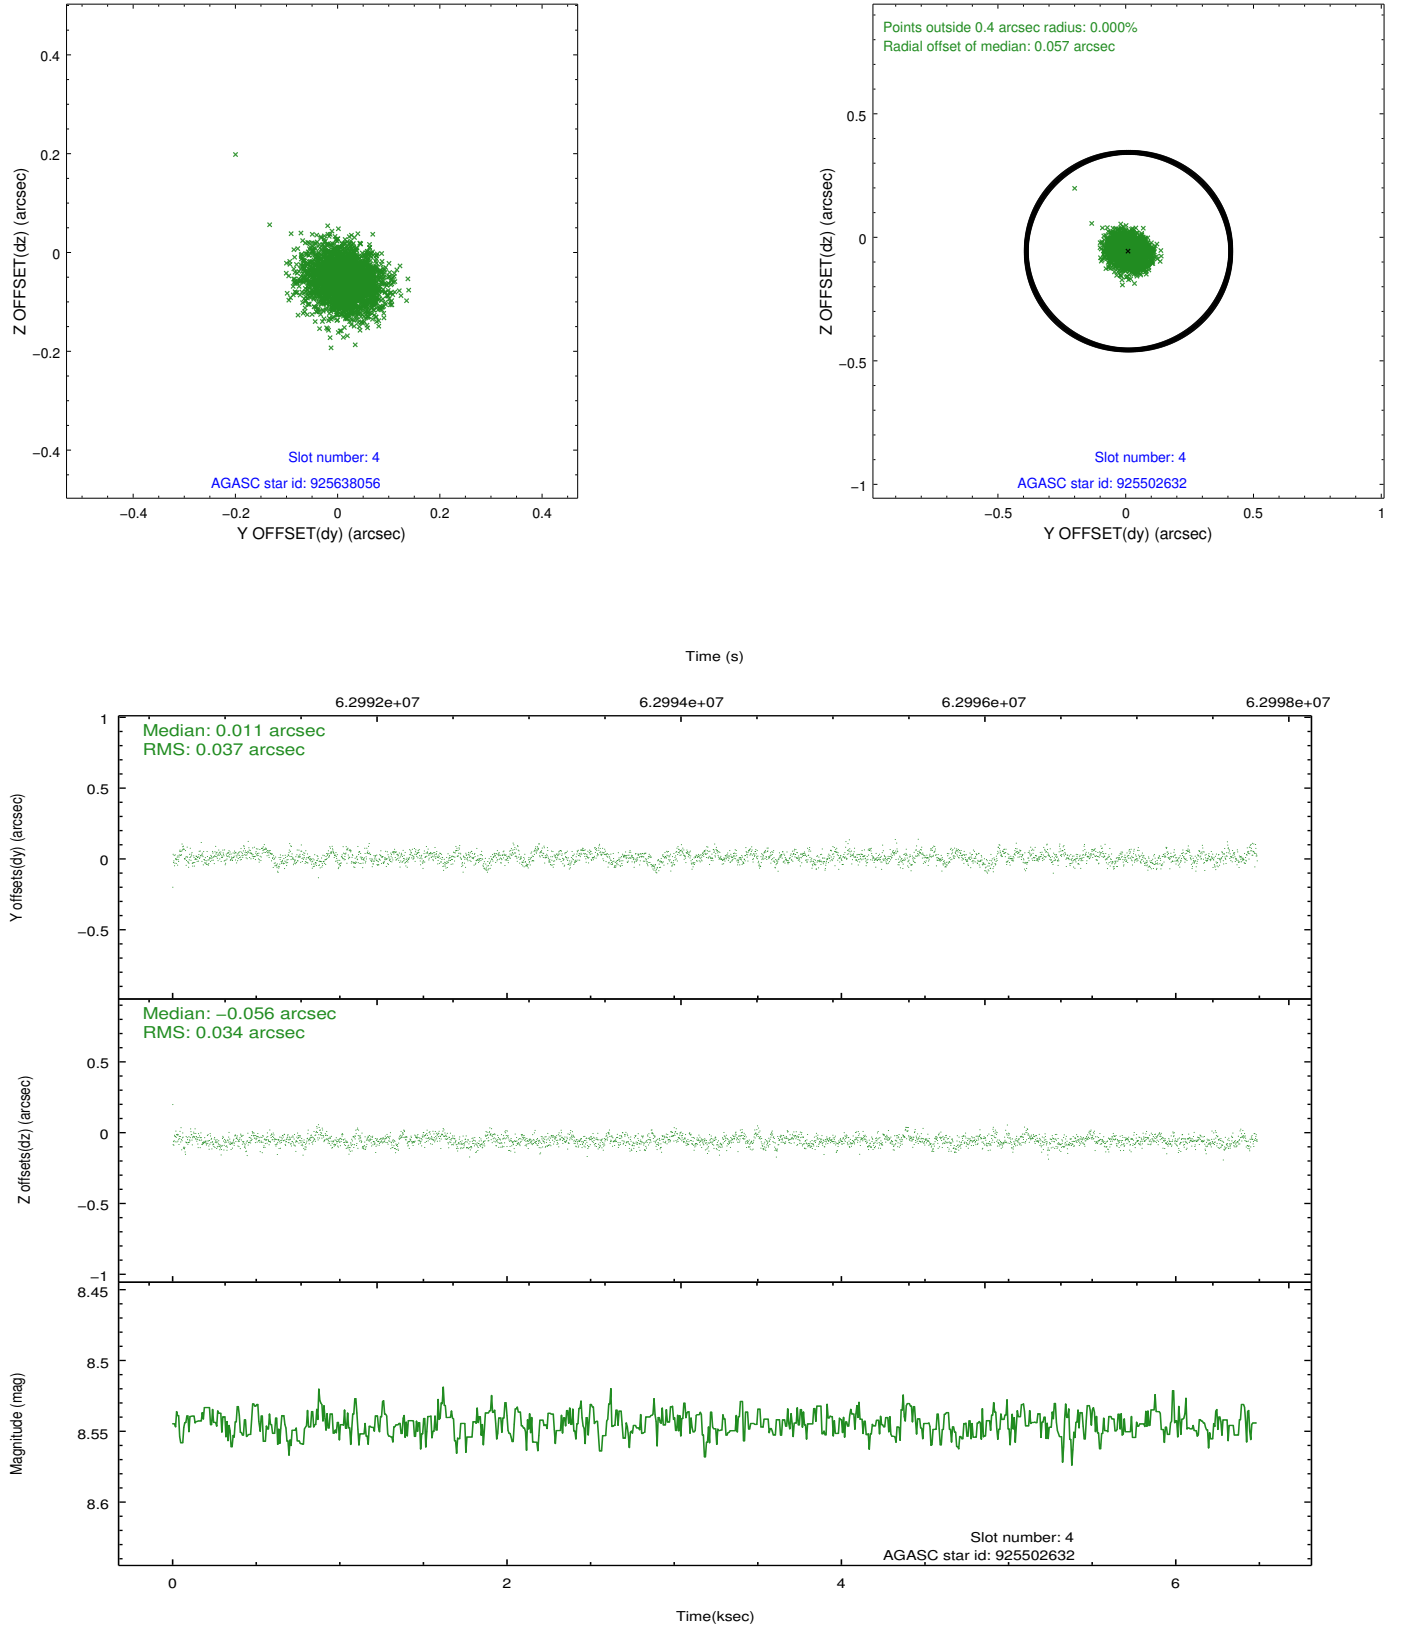 0.4
0.2
0
−0.2
−0.4
Z OFFSET(dz) (arcsec)
Slot number: 4
AGASC star id: 925638056
−0.4 −0.2 0 0.2 0.4
Y OFFSET(dy) (arcsec)
Points outside 0.4 arcsec radius: 0.000%
Radial offset of median: 0.057 arcsec
0.5
0
−0.5
−1
Z OFFSET(dz) (arcsec)
Slot number: 4
AGASC star id: 925502632
−0.5 0 0.5 1
Y OFFSET(dy) (arcsec)
Time (s)
6.2992e+07 6.2994e+07 6.2996e+07 6.2998e+07
Median: 0.011 arcsec
RMS: 0.037 arcsec
1
0.5
0
−0.5
Y offsets(dy) (arcsec)
Median: −0.056 arcsec
RMS: 0.034 arcsec
0.5
0
−0.5
−1
Z offsets(dz) (arcsec)
8.45
8.5
8.55
8.6
Magnitude (mag)
Slot number: 4
AGASC star id: 925502632
0 2 4 6
Time(ksec)